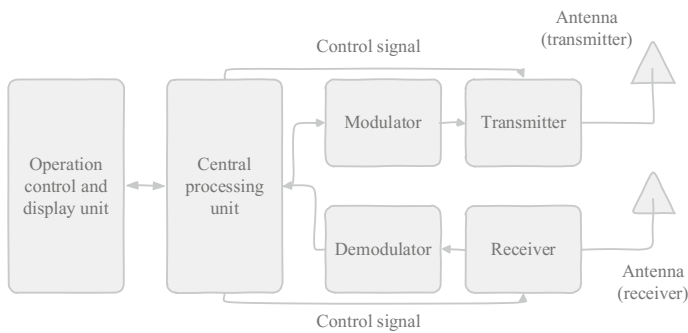 Antenna
(transmitter)
Control signal
Operation
control and
display unit
Central
processing
unit
Modulator
Transmitter
Demodulator
Receiver
Antenna
(receiver)
Control signal